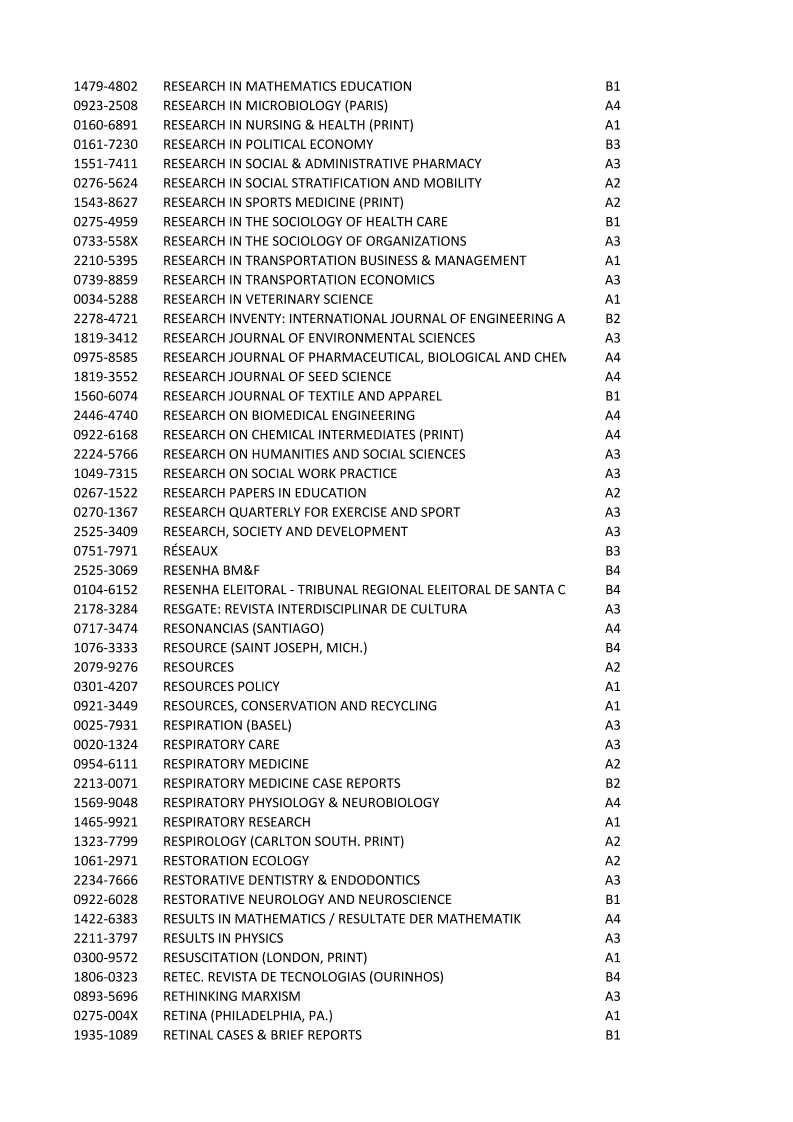 1479-4802 RESEARCH IN MATHEMATICS EDUCATION B1
0923-2508 RESEARCH IN MICROBIOLOGY (PARIS) A4
0160-6891 RESEARCH IN NURSING & HEALTH (PRINT) A1
0161-7230 RESEARCH IN POLITICAL ECONOMY B3
1551-7411 RESEARCH IN SOCIAL & ADMINISTRATIVE PHARMACY A3
0276-5624 RESEARCH IN SOCIAL STRATIFICATION AND MOBILITY A2
1543-8627 RESEARCH IN SPORTS MEDICINE (PRINT) A2
0275-4959 RESEARCH IN THE SOCIOLOGY OF HEALTH CARE B1
0733-558X RESEARCH IN THE SOCIOLOGY OF ORGANIZATIONS A3
2210-5395 RESEARCH IN TRANSPORTATION BUSINESS & MANAGEMENT A1
0739-8859 RESEARCH IN TRANSPORTATION ECONOMICS A3
0034-5288 RESEARCH IN VETERINARY SCIENCE A1
2278-4721 RESEARCH INVENTY: INTERNATIONAL JOURNAL OF ENGINEERING A B2
1819-3412 RESEARCH JOURNAL OF ENVIRONMENTAL SCIENCES A3
0975-8585 RESEARCH JOURNAL OF PHARMACEUTICAL, BIOLOGICAL AND CHEM A4
1819-3552 RESEARCH JOURNAL OF SEED SCIENCE A4
1560-6074 RESEARCH JOURNAL OF TEXTILE AND APPAREL B1
2446-4740 RESEARCH ON BIOMEDICAL ENGINEERING A4
0922-6168 RESEARCH ON CHEMICAL INTERMEDIATES (PRINT) A4
2224-5766 RESEARCH ON HUMANITIES AND SOCIAL SCIENCES A3
1049-7315 RESEARCH ON SOCIAL WORK PRACTICE A3
0267-1522 RESEARCH PAPERS IN EDUCATION A2
0270-1367 RESEARCH QUARTERLY FOR EXERCISE AND SPORT A3
2525-3409 RESEARCH, SOCIETY AND DEVELOPMENT A3
0751-7971 RÉSEAUX B3
2525-3069 RESENHA BM&F B4
0104-6152 RESENHA ELEITORAL - TRIBUNAL REGIONAL ELEITORAL DE SANTA C B4
2178-3284 RESGATE: REVISTA INTERDISCIPLINAR DE CULTURA A3
0717-3474 RESONANCIAS (SANTIAGO) A4
1076-3333 RESOURCE (SAINT JOSEPH, MICH.) B4
2079-9276 RESOURCES A2
0301-4207 RESOURCES POLICY A1
0921-3449 RESOURCES, CONSERVATION AND RECYCLING A1
0025-7931 RESPIRATION (BASEL) A3
0020-1324 RESPIRATORY CARE A3
0954-6111 RESPIRATORY MEDICINE A2
2213-0071 RESPIRATORY MEDICINE CASE REPORTS B2
1569-9048 RESPIRATORY PHYSIOLOGY & NEUROBIOLOGY A4
1465-9921 RESPIRATORY RESEARCH A1
1323-7799 RESPIROLOGY (CARLTON SOUTH. PRINT) A2
1061-2971 RESTORATION ECOLOGY A2
2234-7666 RESTORATIVE DENTISTRY & ENDODONTICS A3
0922-6028 RESTORATIVE NEUROLOGY AND NEUROSCIENCE B1
1422-6383 RESULTS IN MATHEMATICS / RESULTATE DER MATHEMATIK A4
2211-3797 RESULTS IN PHYSICS A3
0300-9572 RESUSCITATION (LONDON, PRINT) A1
1806-0323 RETEC. REVISTA DE TECNOLOGIAS (OURINHOS) B4
0893-5696 RETHINKING MARXISM A3
0275-004X RETINA (PHILADELPHIA, PA.) A1
1935-1089 RETINAL CASES & BRIEF REPORTS B1